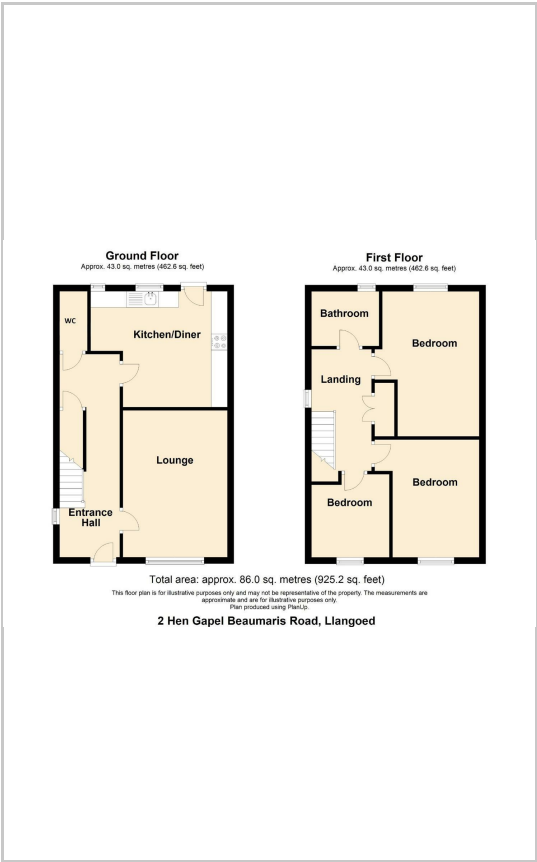 Ground Floor
Approx. 43.0 sq. metres (462.6 sq. feet)
WC
Kitchen/Diner
Lounge
Entrance
Hall
First Floor
Approx. 43.0 sq. metres (462.6 sq. feet)
Bathroom
Bedroom
Landing
Bedroom
Bedroom
Total area: approx. 86.0 sq. metres (925.2 sq. feet)
This floor plan is for illustrative purposes only and may not be representative of the property. The measurements are
approximate and are for illustrative purposes only.
Plan produced using PlanUp.
2 Hen Gapel Beaumaris Road, Llangoed